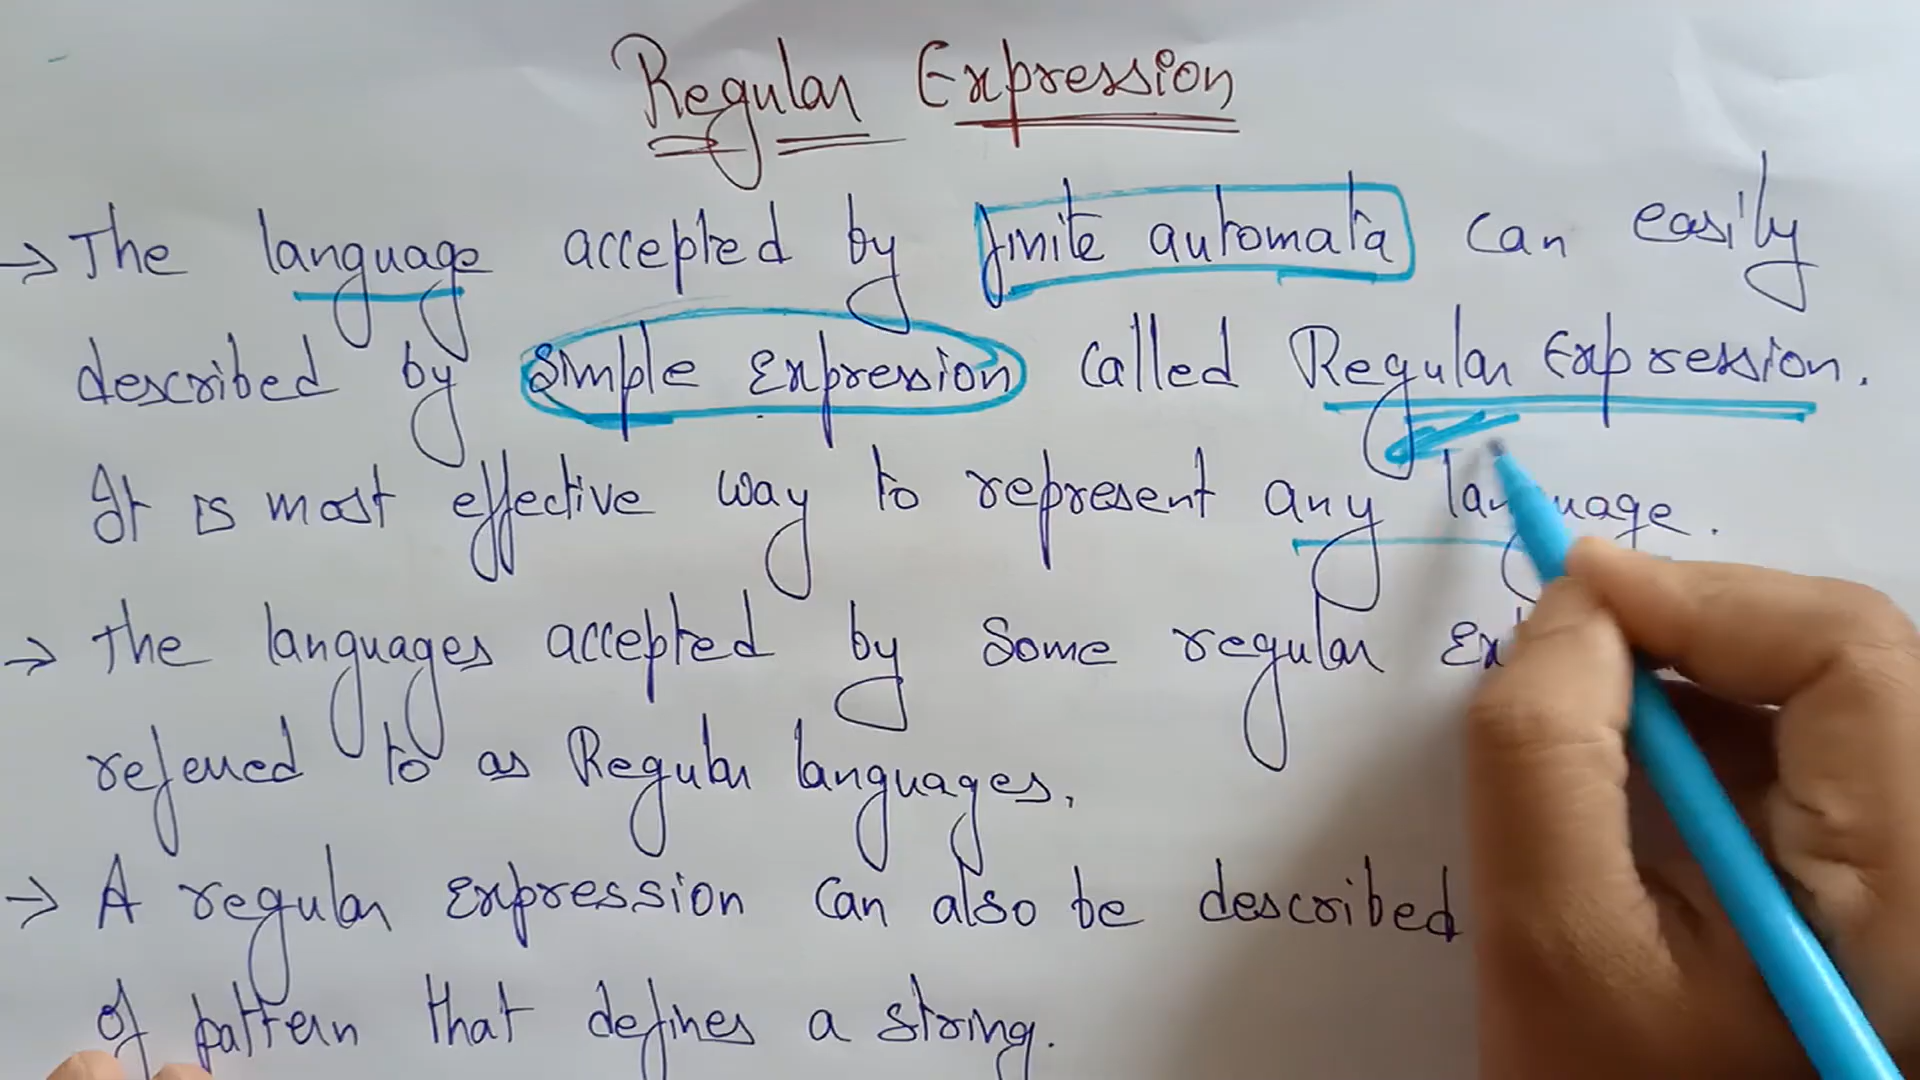 Regular Expression
→ The language accepted by finite automata can easily
described by Simple Expression called Regular Expression.
It is most effective way to represent any language.
→ The languages accepted by Some regular
referred to as Regular languages.
→ A regular expression can also be described
of pattern that defines a string.